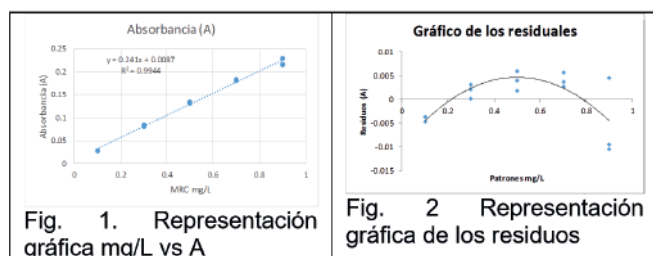 Absorbancia (A)
y = 0.241x + 0.0087
R² = 0.9944
0.25
0.2
0.15
0.1
0.05
0
0
0.2
0.4
0.6
0.8
1
Absorbancia (A)
MRC mg/L
Fig. 1. Representación
gráfica mg/L vs A
Gráfico de los residuales
0.01
0.005
0
-0.005
-0.01
-0.015
0
0.2
0.4
0.6
0.8
1
Residuos (A)
Patrones mg/L
Fig. 2 Representación
gráfica de los residuos